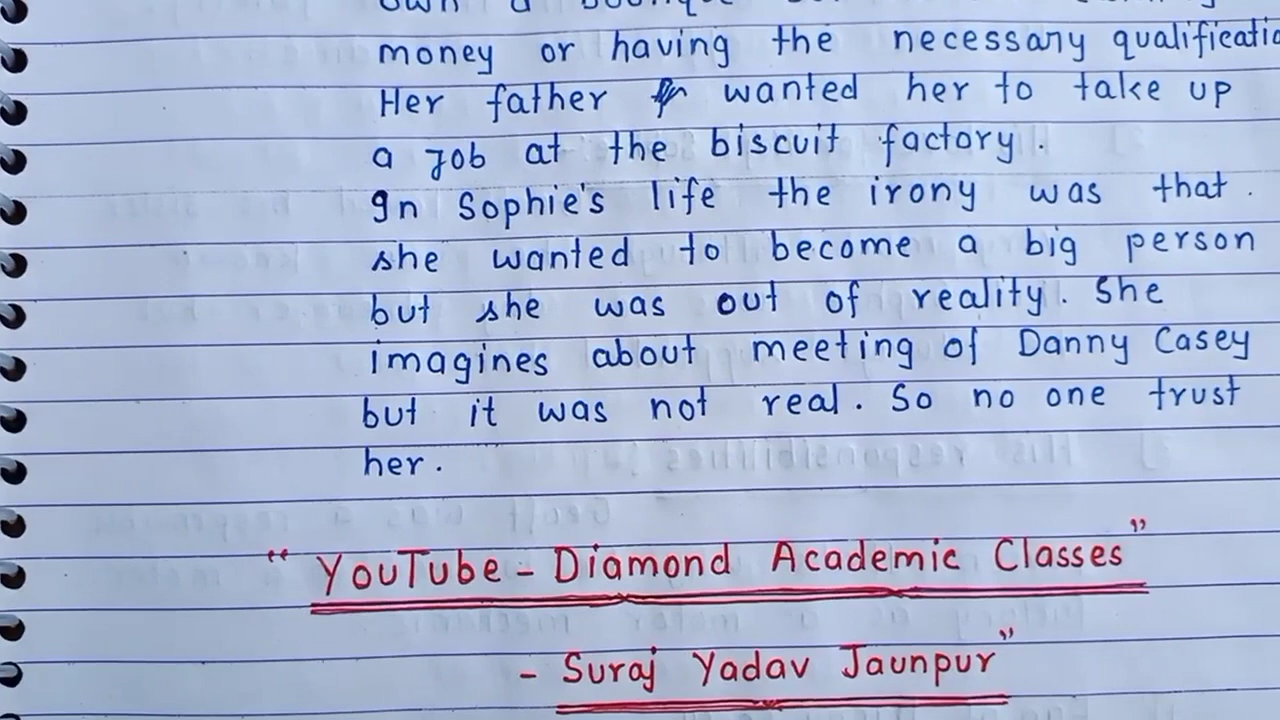 own a
money or having the necessary
Her father wanted her to take up
a job at the biscuit factory.
In Sophie's life the irony was that.
she wanted to become a big person
but she was out of reality. She
imagines about meeting of Danny Casey
but it was not real. So no one trust
her.
"YouTube - Diamond Academic Classes"
- Suraj Yadav Jaunpur"